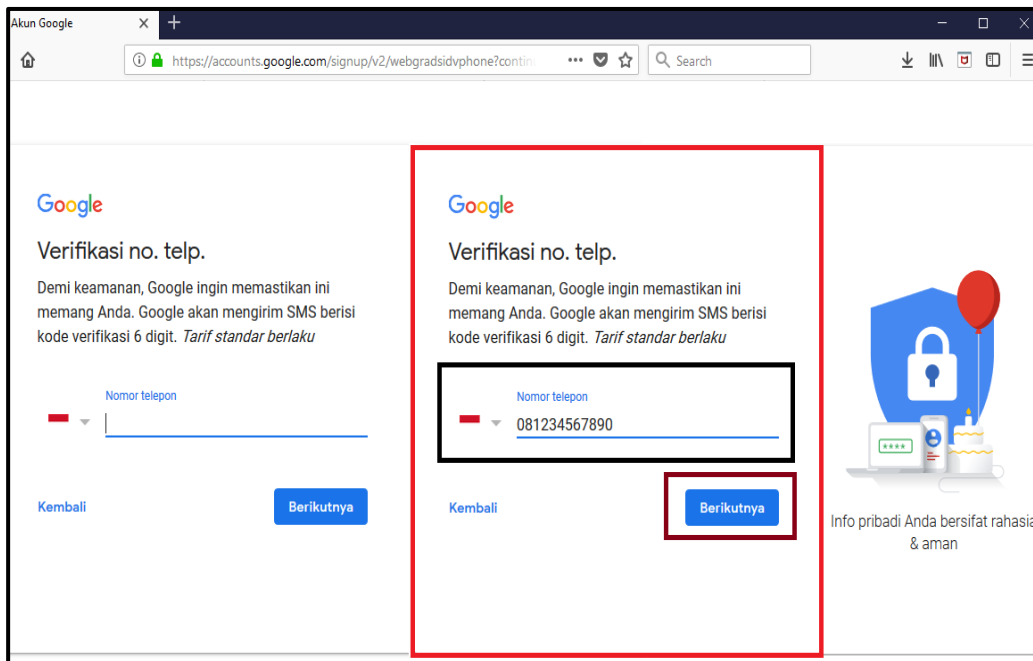 Akun Google
https://accounts.google.com/signup/v2/webgradsidvphone?contin
Search
Google
Verifikasi no. telp.
Demi keamanan, Google ingin memastikan ini
memang Anda. Google akan mengirim SMS berisi
kode verifikasi 6 digit. Tarif standar berlaku
Nomor telepon
Kembali
Berikutnya
Google
Verifikasi no. telp.
Demi keamanan, Google ingin memastikan ini
memang Anda. Google akan mengirim SMS berisi
kode verifikasi 6 digit. Tarif standar berlaku
Nomor telepon
081234567890
Kembali
Berikutnya
****
Info pribadi Anda bersifat rahasia
& aman